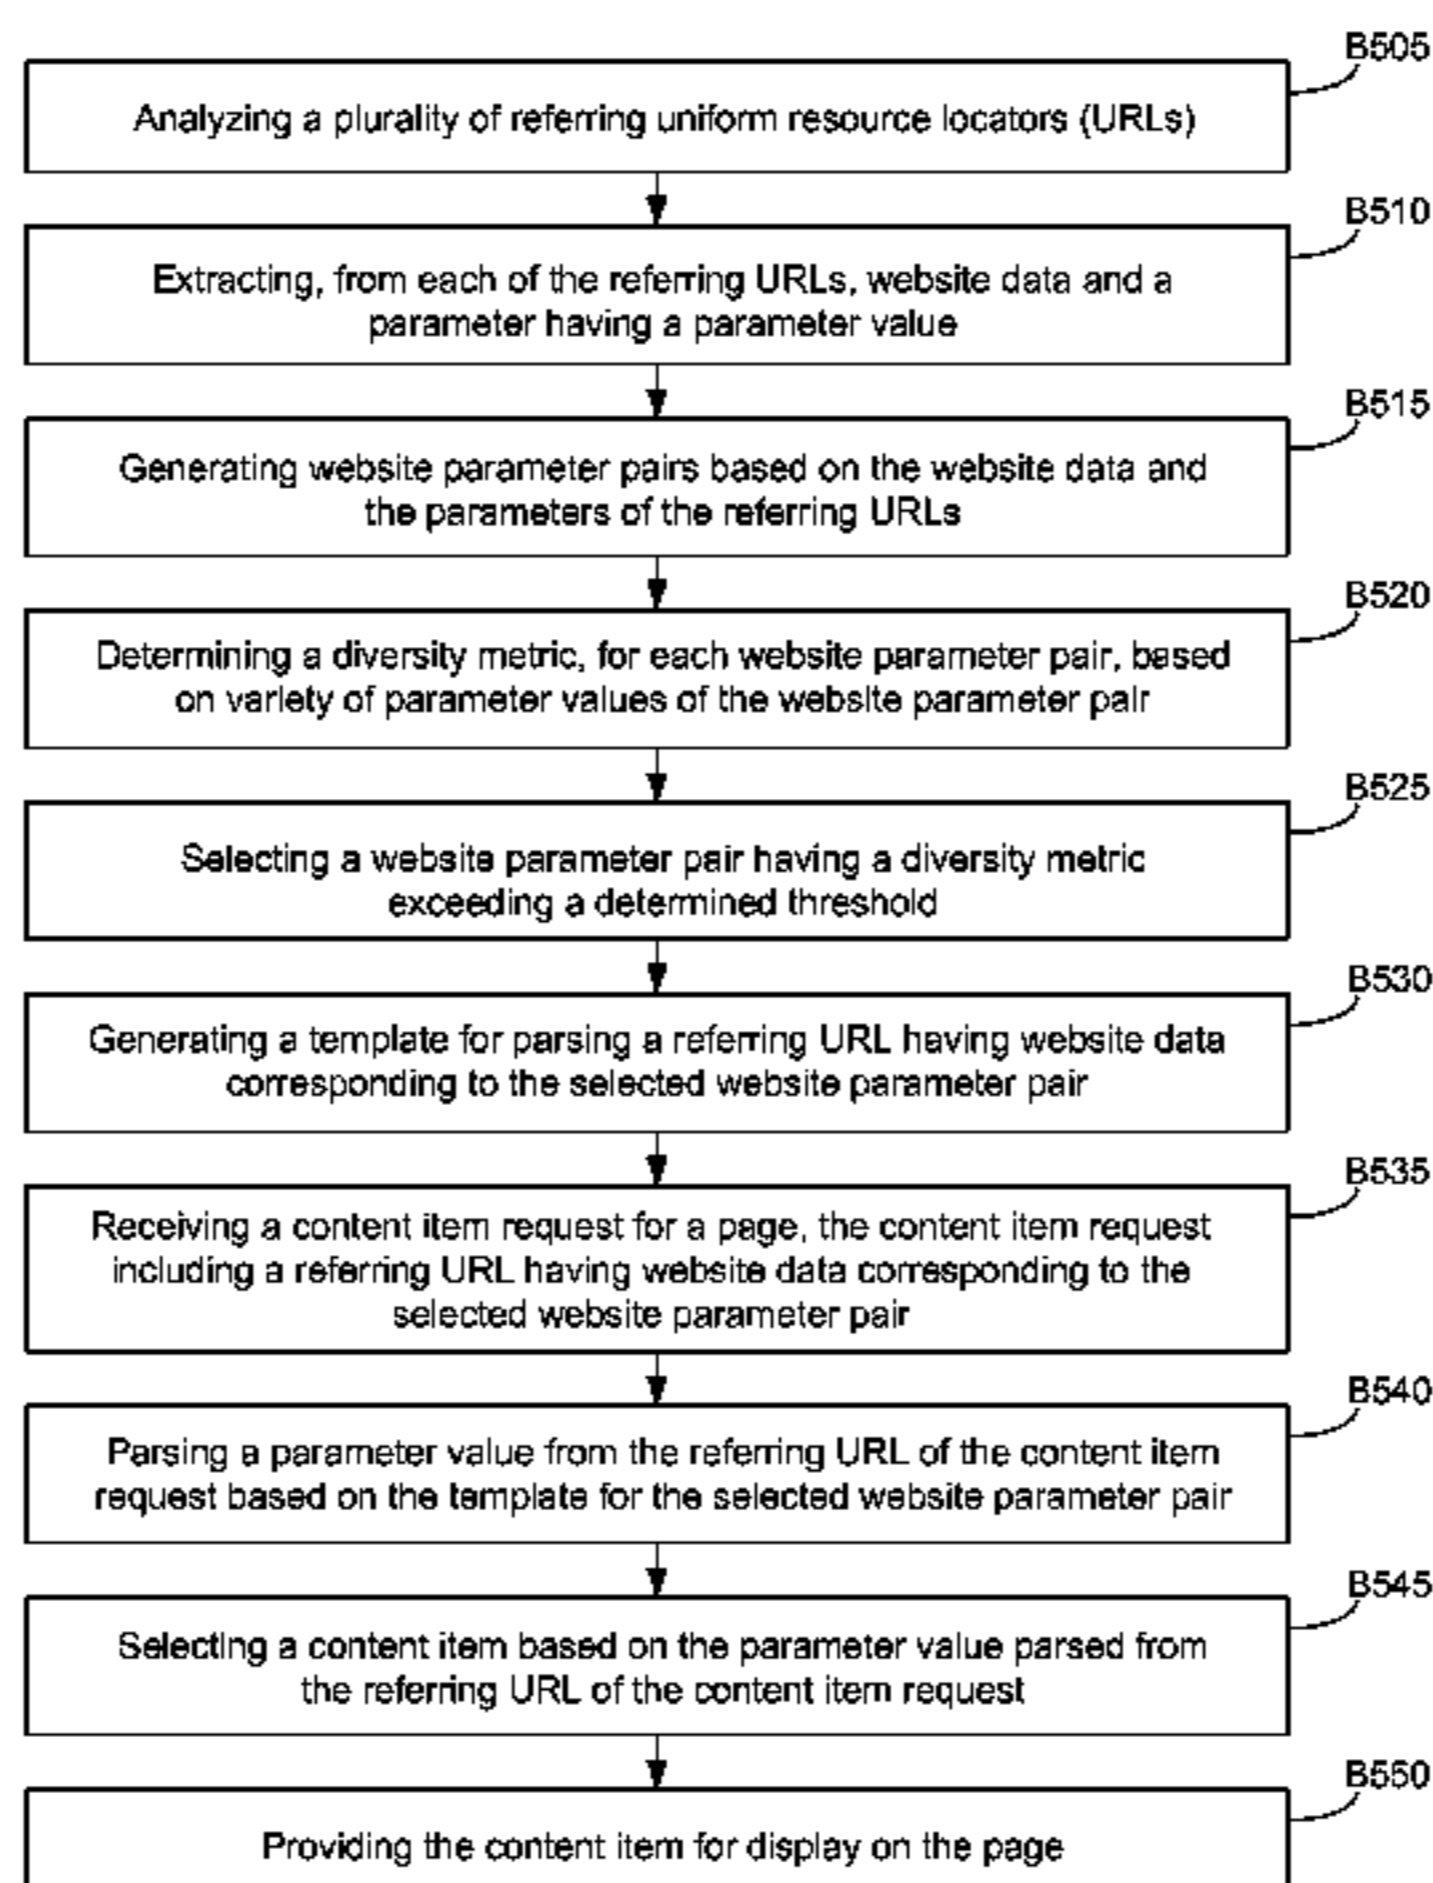 B505
Analyzing a plurality of referring uniform resource locators (URLs)
B510
Extracting, from each of the referring URLs, website data and a
parameter having a parameter value
B515
Generating website parameter pairs based on the website data and
the parameters of the referring URLs
B520
Determining a diversity metric, for each website parameter pair, based
on variety of parameter values of the website parameter pair
B525
Selecting a website parameter pair having a diversity metric
exceeding a determined threshold
B530
Generating a template for parsing a referring URL having website data
corresponding to the selected website parameter pair
B535
Receiving a content item request for a page, the content item request
including a referring URL having website data corresponding to the
selected website parameter pair
B540
Parsing a parameter value from the referring URL of the content item
request based on the template for the selected website parameter pair
B545
Selecting a content item based on the parameter value parsed from
the referring URL of the content item request
B550
Providing the content item for display on the page